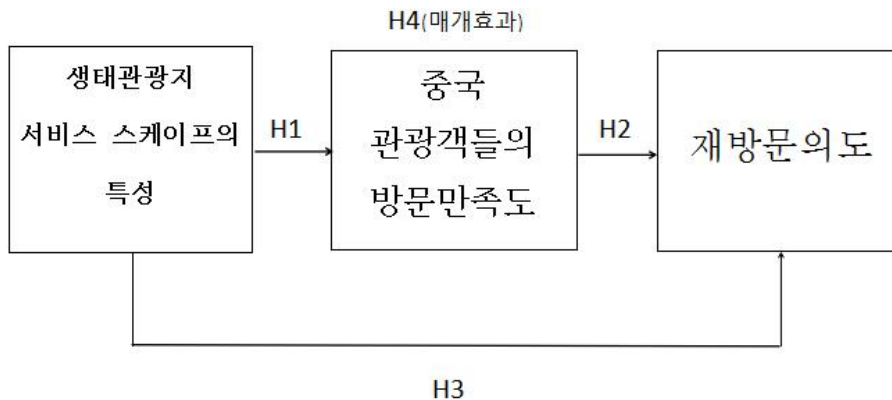 H4(매개효과)
생태관광지
서비스 스케이프의
특성
H1
중국
관광객들의
방문만족도
H2
재방문의도
H3